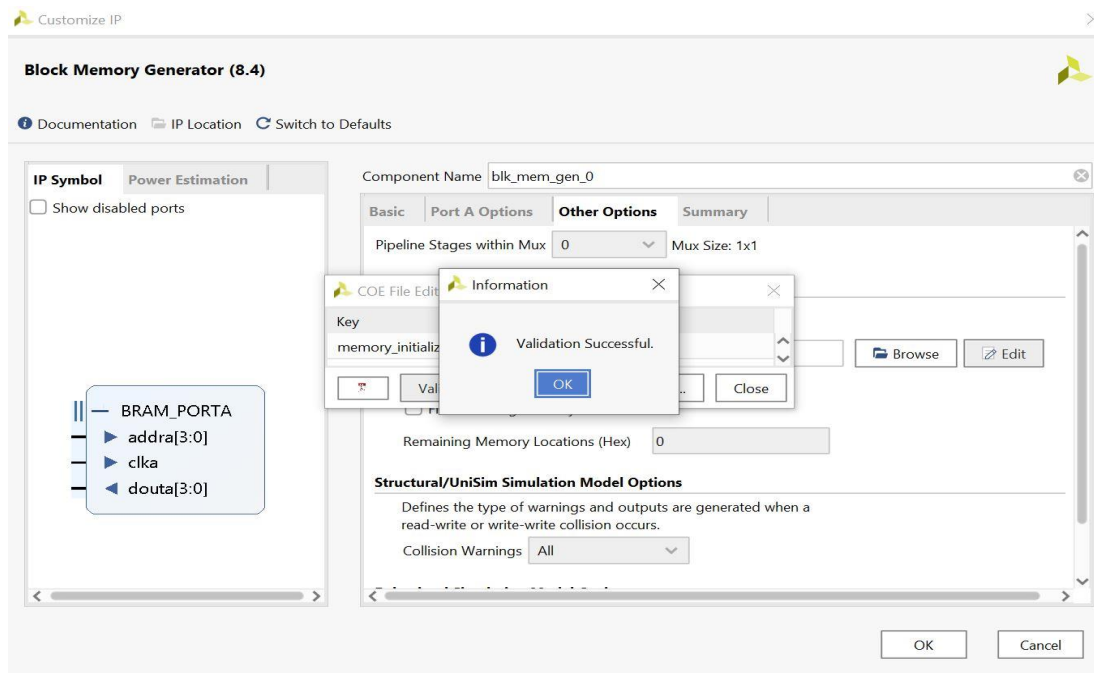 Customize IP
Block Memory Generator (8.4)
Documentation IP Location Switch to Defaults
IP Symbol Power Estimation
Show disabled ports
BRAM_PORTA
addra[3:0]
clka
douta[3:0]
Component Name blk_mem_gen_0
Basic Port A Options Other Options Summary
Pipeline Stages within Mux 0 Mux Size: 1x1
COE File Edit
Information
Key
memory_initializ
Validation Successful.
Browse Edit
Val OK .. Close
Remaining Memory Locations (Hex) 0
Structural/UniSim Simulation Model Options
Defines the type of warnings and outputs are generated when a
read-write or write-write collision occurs.
Collision Warnings All
OK Cancel